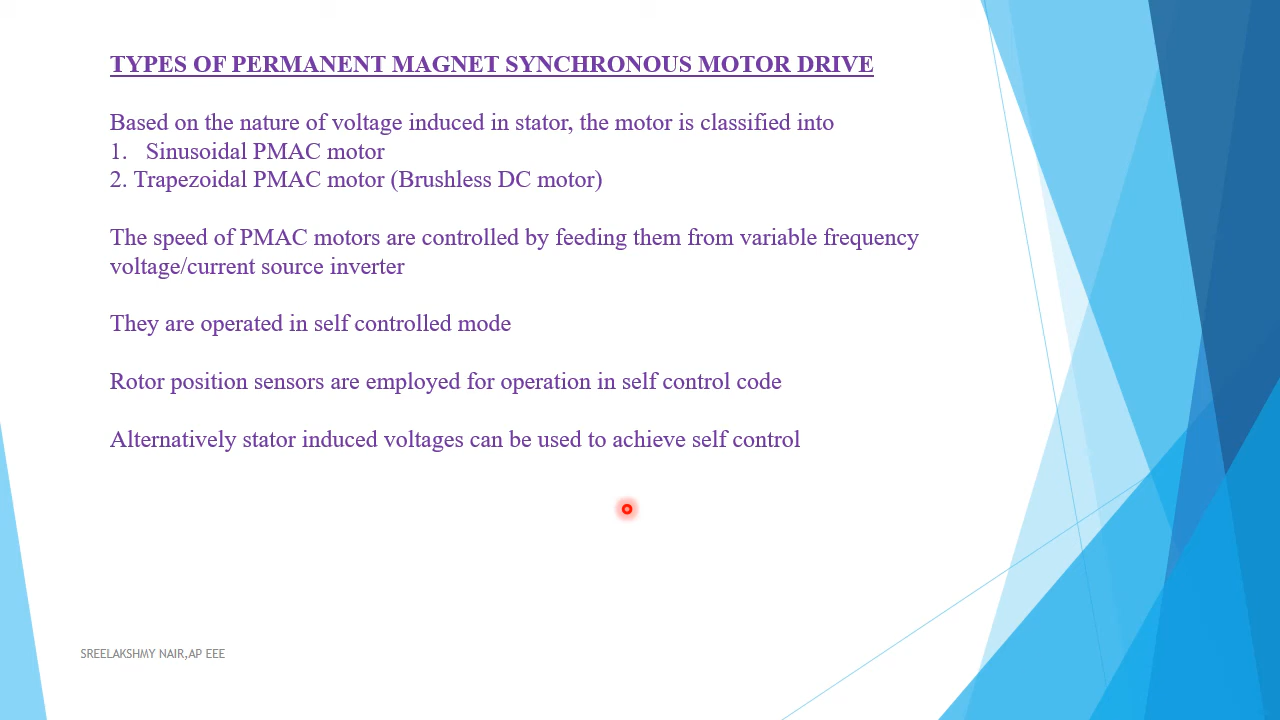 TYPES OF PERMANENT MAGNET SYNCHRONOUS MOTOR DRIVE
Based on the nature of voltage induced in stator, the motor is classified into
1. Sinusoidal PMAC motor
2. Trapezoidal PMAC motor (Brushless DC motor)
The speed of PMAC motors are controlled by feeding them from variable frequency
voltage/current source inverter
They are operated in self controlled mode
Rotor position sensors are employed for operation in self control code
Alternatively stator induced voltages can be used to achieve self control
SREELAKSHMY NAIR,AP EEE